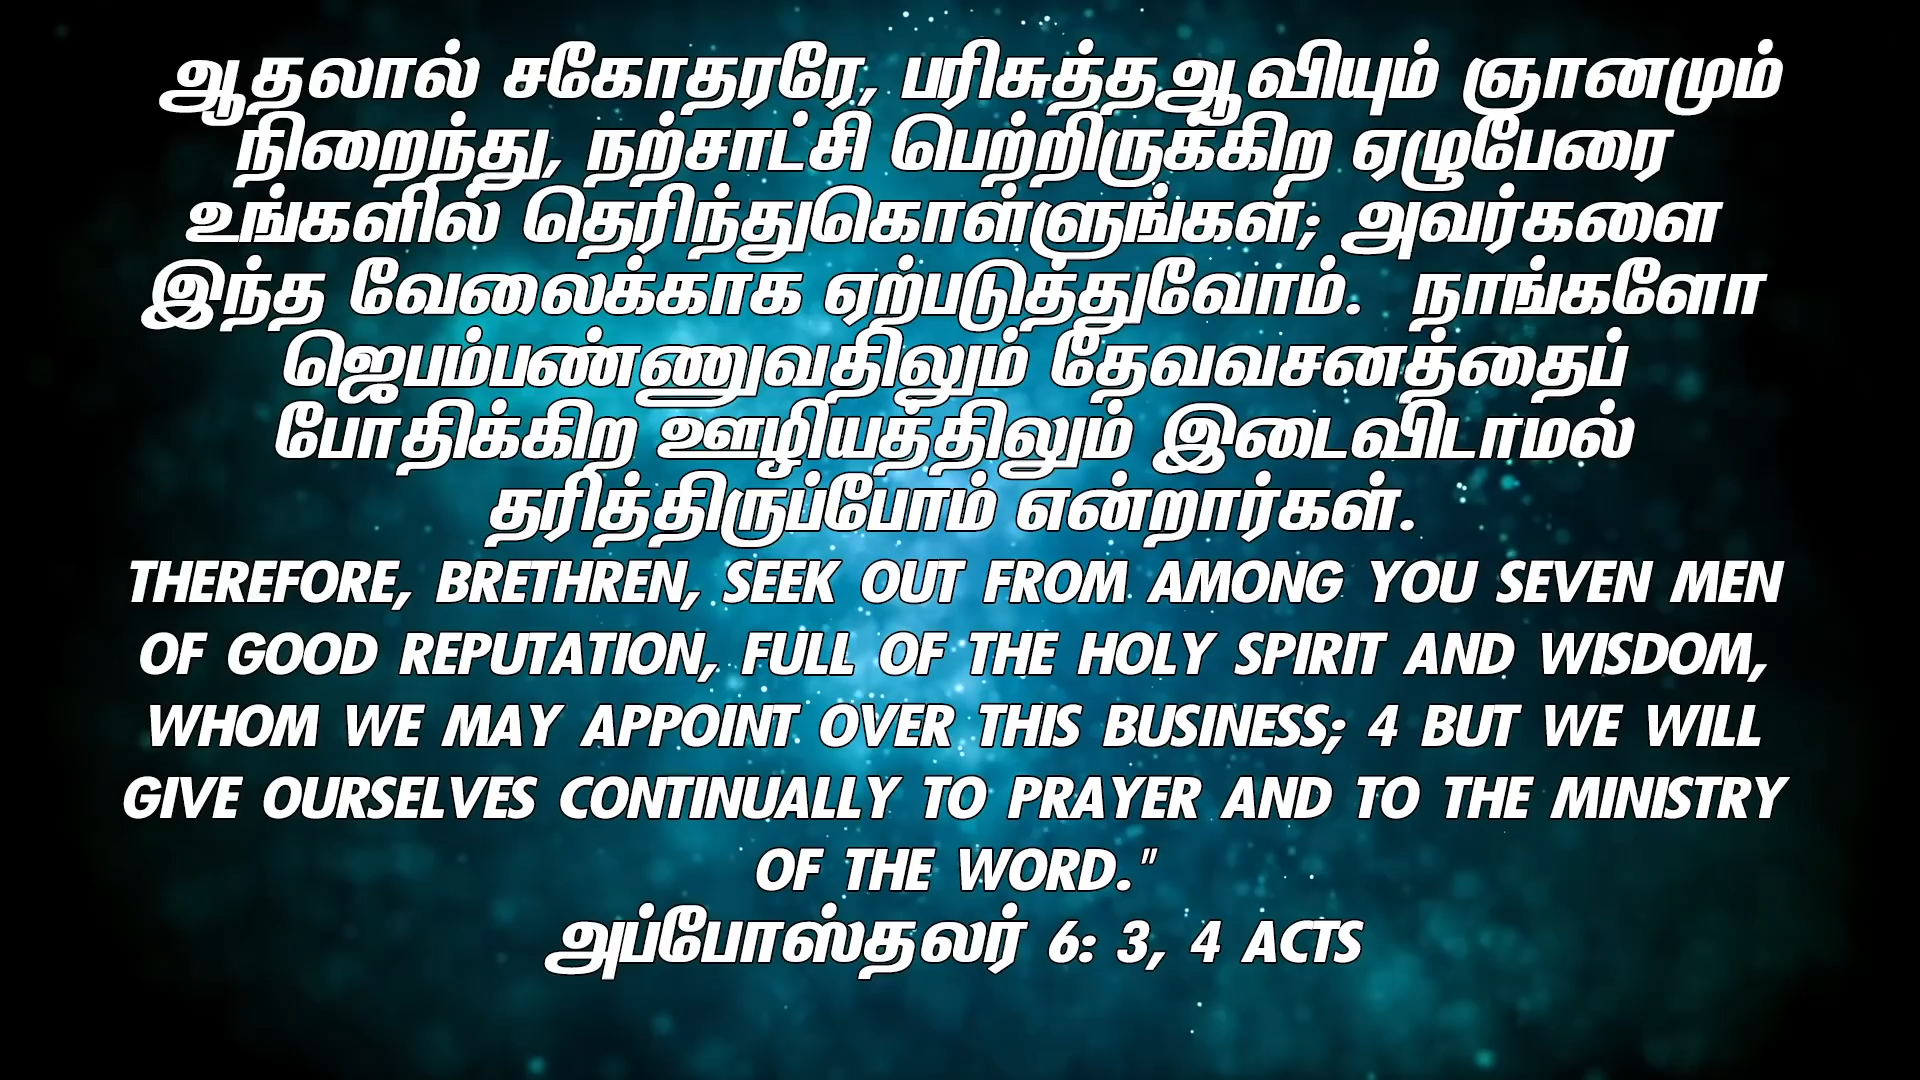 ஆதலால் சகோதரரே, பரிசுத்தஆவியும் ஞானமும்
நிறைந்து, நற்சாட்சி பெற்றிருக்கிற ஏழுபேரை
உங்களில் தெரிந்துகொள்ளுங்கள்; அவர்களை
இந்த வேலைக்காக ஏற்படுத்துவோம். நாங்களோ
ஜெபம்பண்ணுவதிலும் தேவவசனத்தைப்
போதிக்கிற ஊழியத்திலும் இடைவிடாமல்
தரித்திருப்போம் என்றார்கள்.
THEREFORE, BRETHREN, SEEK OUT FROM AMONG YOU SEVEN MEN
OF GOOD REPUTATION, FULL OF THE HOLY SPIRIT AND WISDOM,
WHOM WE MAY APPOINT OVER THIS BUSINESS; 4 BUT WE WILL
GIVE OURSELVES CONTINUALLY TO PRAYER AND TO THE MINISTRY
OF THE WORD."
அப்போஸ்தலர் 6: 3, 4 ACTS